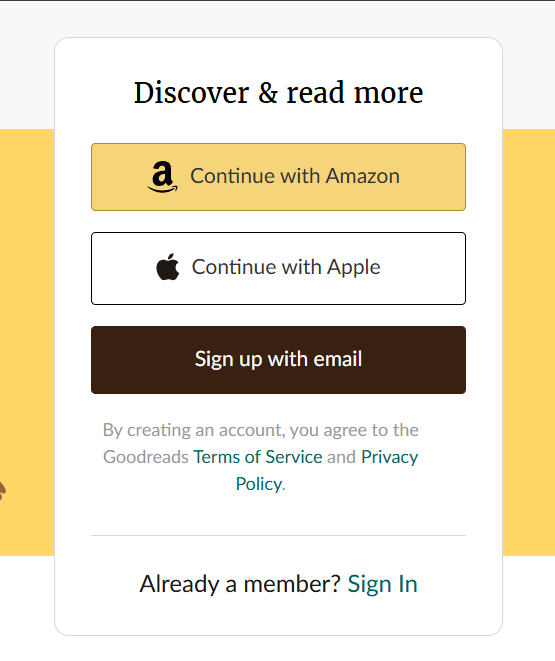 Discover & read more
Continue with Amazon
Continue with Apple
Sign up with email
By creating an account, you agree to the
Goodreads Terms of Service and Privacy
Policy.
Already a member? Sign In